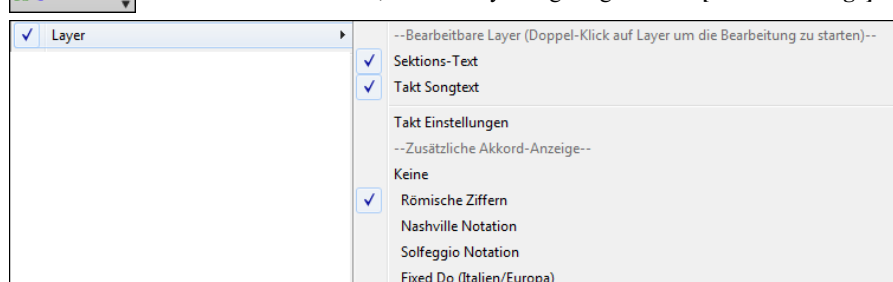 Layer
--Bearbeitbare Layer (Doppel-Klick auf Layer um die Bearbeitung zu starten)--
Sektions-Text
Takt Songtext
Takt Einstellungen
--Zusätzliche Akkord-Anzeige--
Keine
Römische Ziffern
Nashville Notation
Solfeggio Notation
Fixed Do (Italien/Europa)